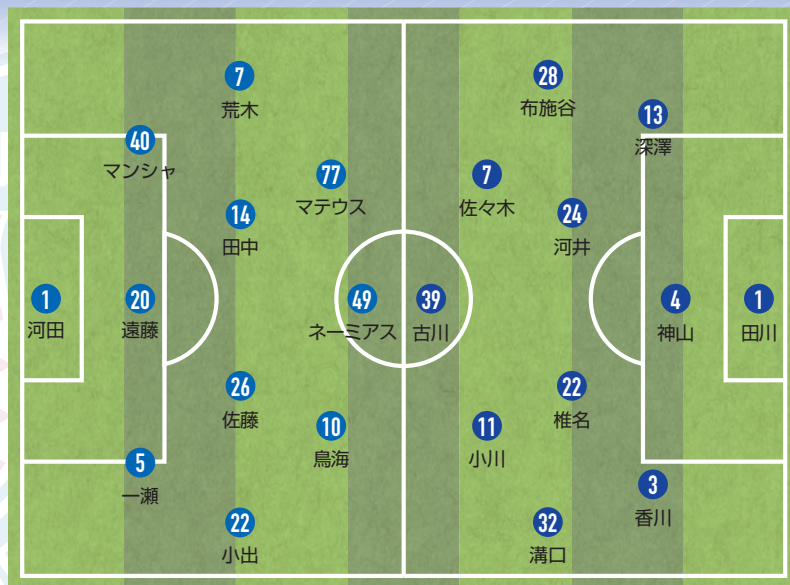 7
荒木
40
マンシャ
77
マテウス
14
田中
1
河田
20
遠藤
49
ネーミアス
26
佐藤
10
鳥海
5
一瀬
22
小出
28
布施谷
13
深澤
7
佐々木
24
河井
39
古川
4
神山
1
田川
22
椎名
11
小川
3
香川
32
溝口